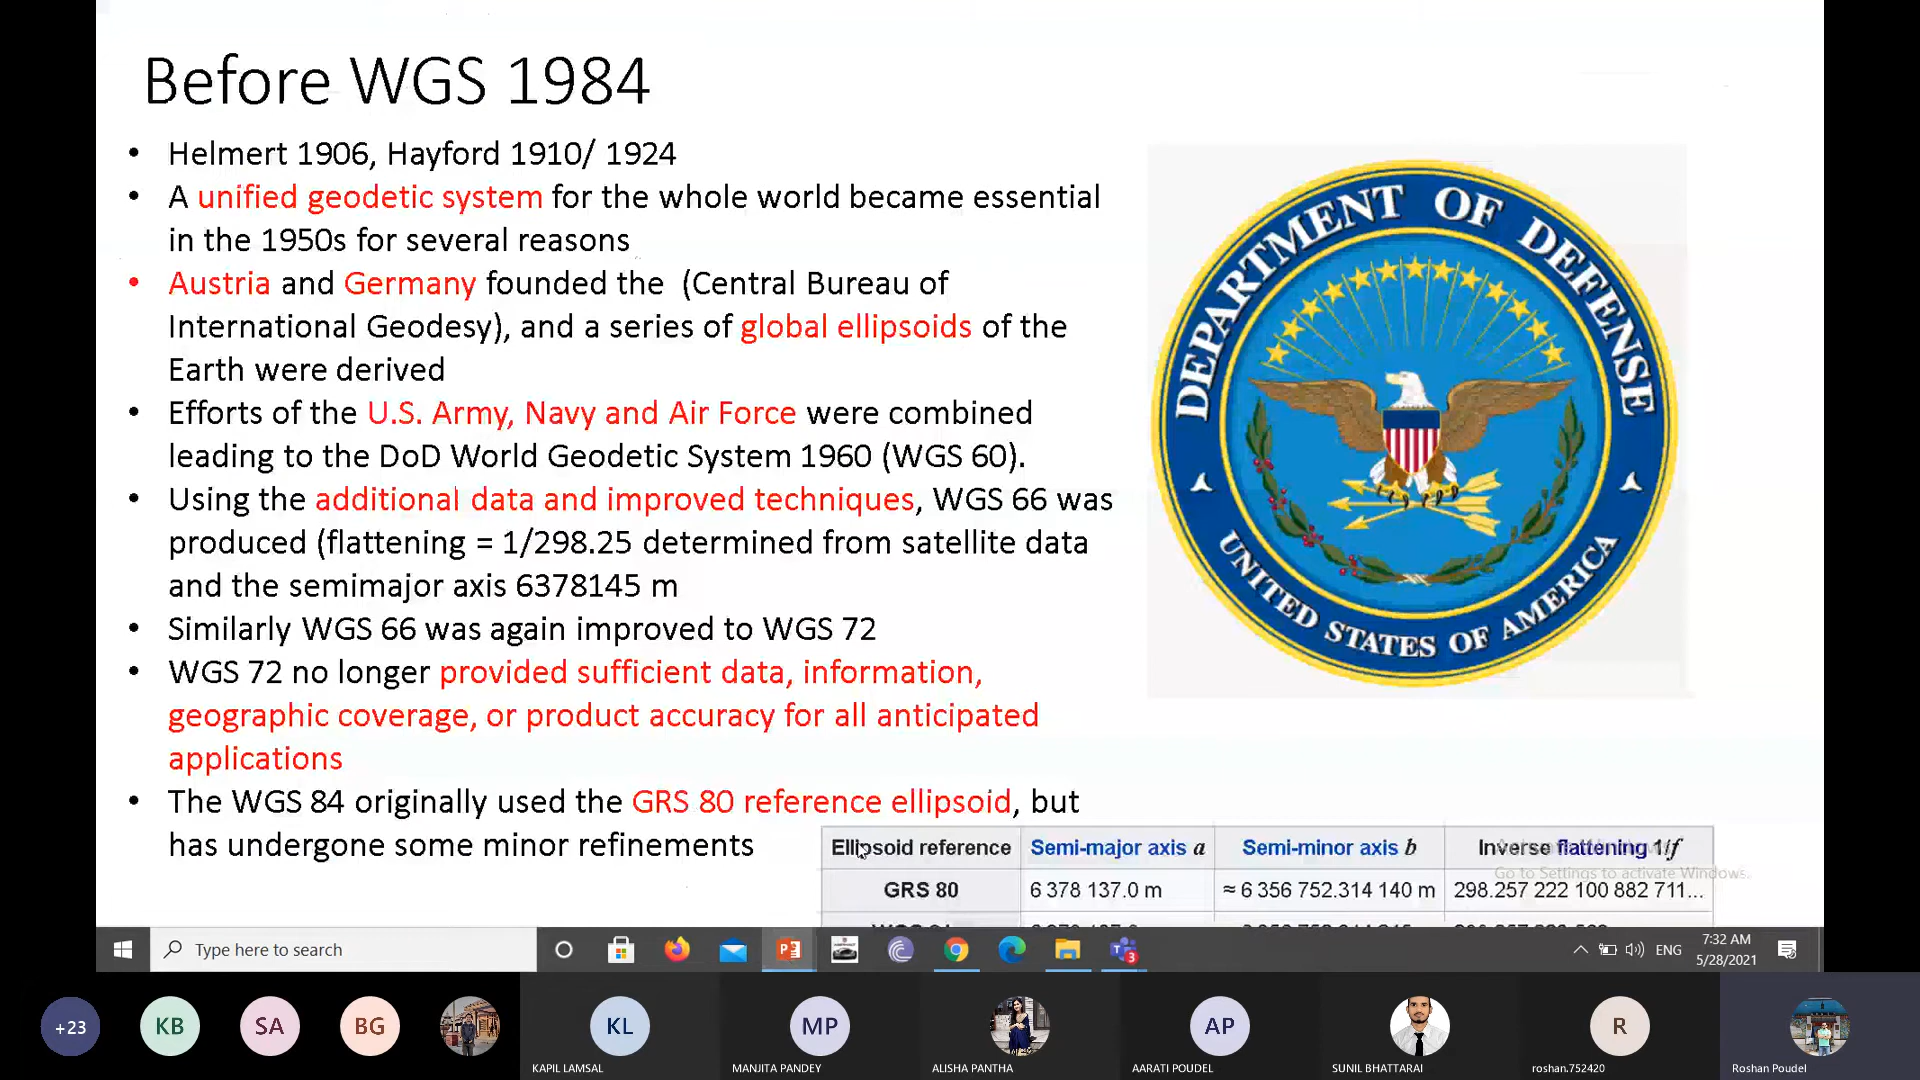 Before WGS 1984
• Helmert 1906, Hayford 1910/ 1924
• A unified geodetic system for the whole world became essential
in the 1950s for several reasons
• Austria and Germany founded the (Central Bureau of
International Geodesy), and a series of global ellipsoids of the
Earth were derived
• Efforts of the U.S. Army, Navy and Air Force were combined
leading to the DoD World Geodetic System 1960 (WGS 60).
• Using the additional data and improved techniques, WGS 66 was
produced (flattening = 1/298.25 determined from satellite data
and the semimajor axis 6378145 m
• Similarly WGS 66 was again improved to WGS 72
• WGS 72 no longer provided sufficient data, information,
geographic coverage, or product accuracy for all anticipated
applications
• The WGS 84 originally used the GRS 80 reference ellipsoid, but
has undergone some minor refinements
DEPARTMENT OF DEFENSE
UNITED STATES OF AMERICA
Ellipsoid reference Semi-major axis a Semi-minor axis b Inverse flattening 1/f
Go to Settings to activate Windows.
GRS 80 6 378 137.0 m ≈ 6 356 752.314 140 m 298.257 222 100 882 711...
Type here to search
ENG
7:32 AM
5/28/2021
3
+23
KB
SA
BG
KL
MP
AP
R
KAPIL LAMSAL
MANJITA PANDEY
ALISHA PANTHA
AARATI POUDEL
SUNIL BHATTARAI
roshan.752420
Roshan Poudel